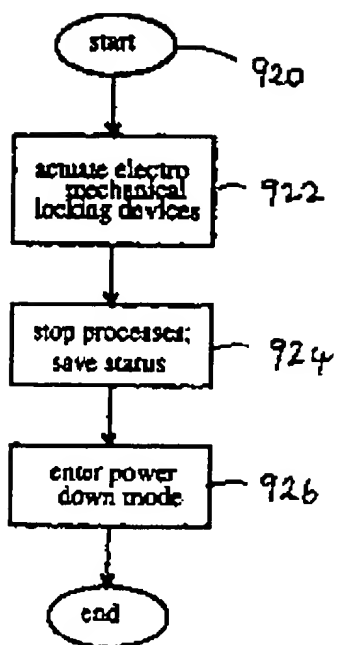 start
920
actuate electro
mechanical
locking devices
922
stop processes;
save status
924
enter power
down mode
926
end